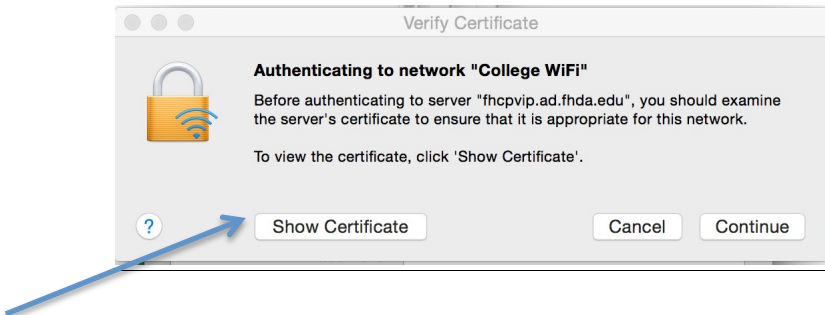 Verify Certificate
Authenticating to network "College WiFi"
Before authenticating to server "fhcpvip.ad.fhda.edu", you should examine
the server's certificate to ensure that it is appropriate for this network.
To view the certificate, click 'Show Certificate'.
?
Show Certificate
Cancel
Continue